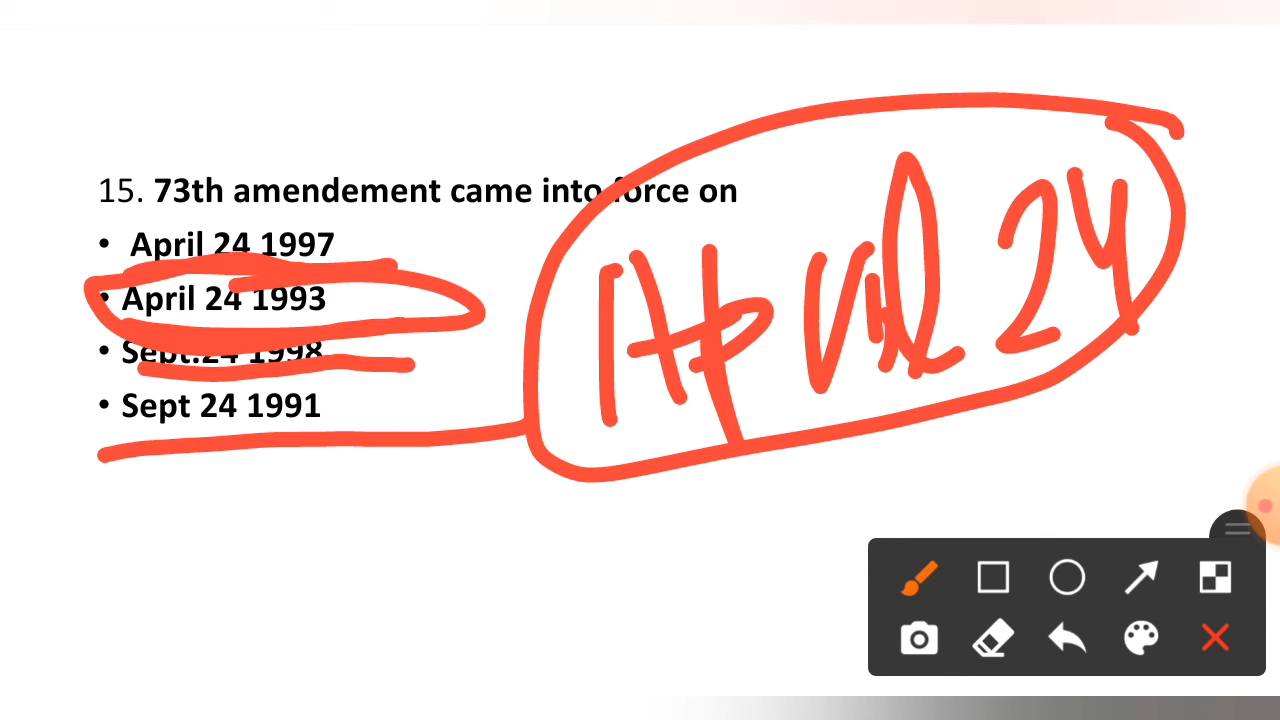 15. 73th amendement came into force on
• April 24 1997
• April 24 1993
• Sept.24 1998
• Sept 24 1991
April 24